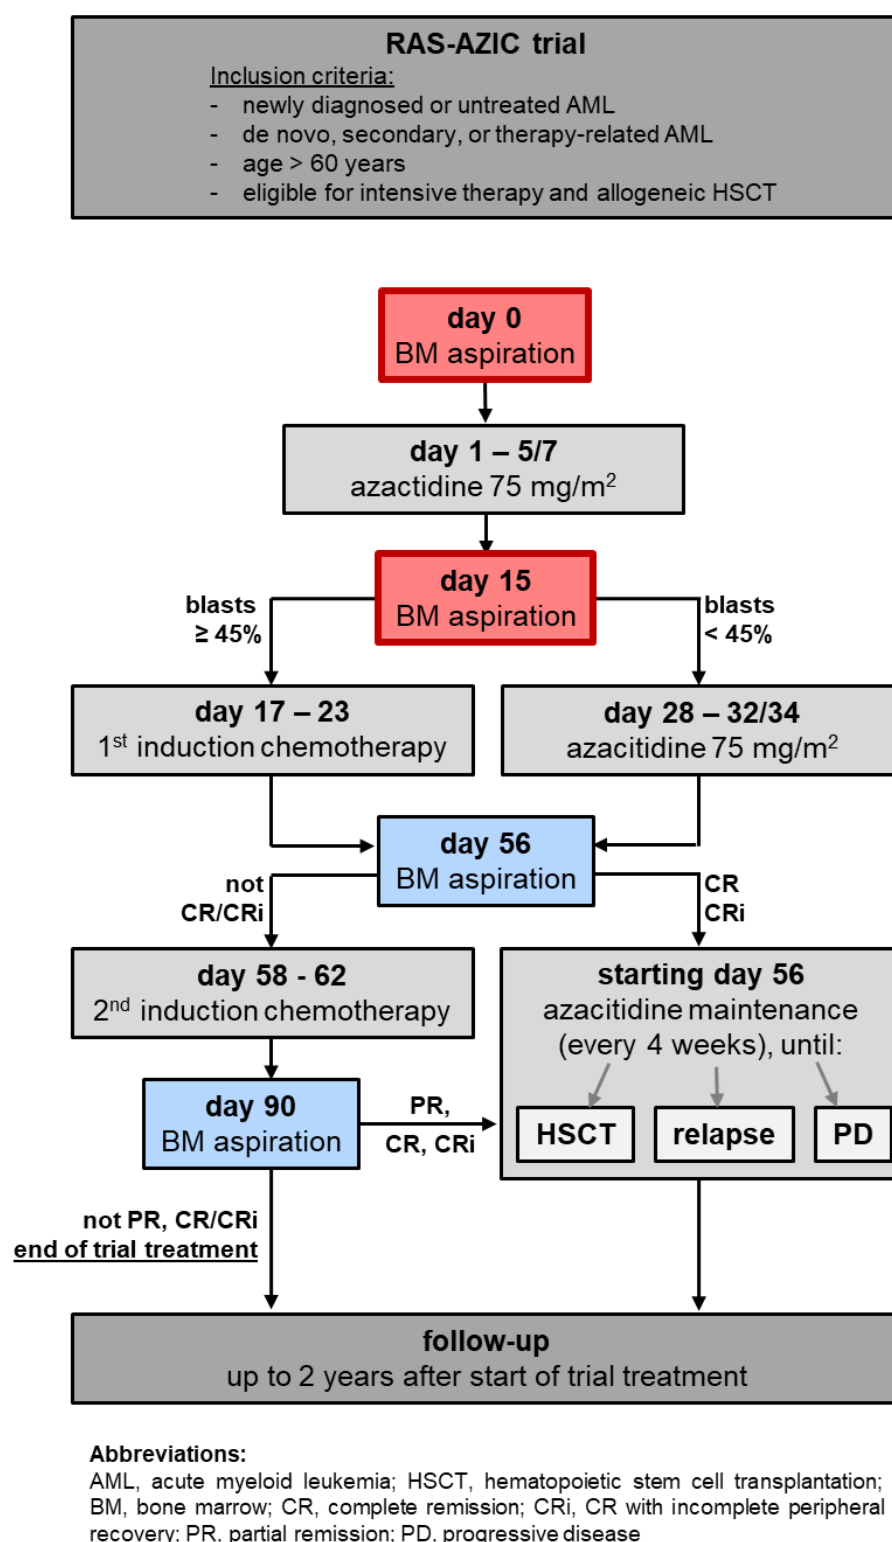 RAS-AZIC trial
Inclusion criteria:
- newly diagnosed or untreated AML
- de novo, secondary, or therapy-related AML
- age > 60 years
- eligible for intensive therapy and allogeneic HSCT
day 0
BM aspiration
day 1 – 5/7
azactidine 75 mg/m²
day 15
BM aspiration
blasts
≥ 45%
blasts
< 45%
day 17 – 23
1st induction chemotherapy
day 28 – 32/34
azacitidine 75 mg/m²
day 56
BM aspiration
not
CR/CRi
CR
CRi
day 58 - 62
2nd induction chemotherapy
starting day 56
azacitidine maintenance
(every 4 weeks), until:
HSCT
relapse
PD
day 90
BM aspiration
PR,
CR, CRi
not PR, CR/CRi
end of trial treatment
follow-up
up to 2 years after start of trial treatment
Abbreviations:
AML, acute myeloid leukemia; HSCT, hematopoietic stem cell transplantation;
BM, bone marrow; CR, complete remission; CRi, CR with incomplete peripheral
recovery; PR, partial remission; PD, progressive disease